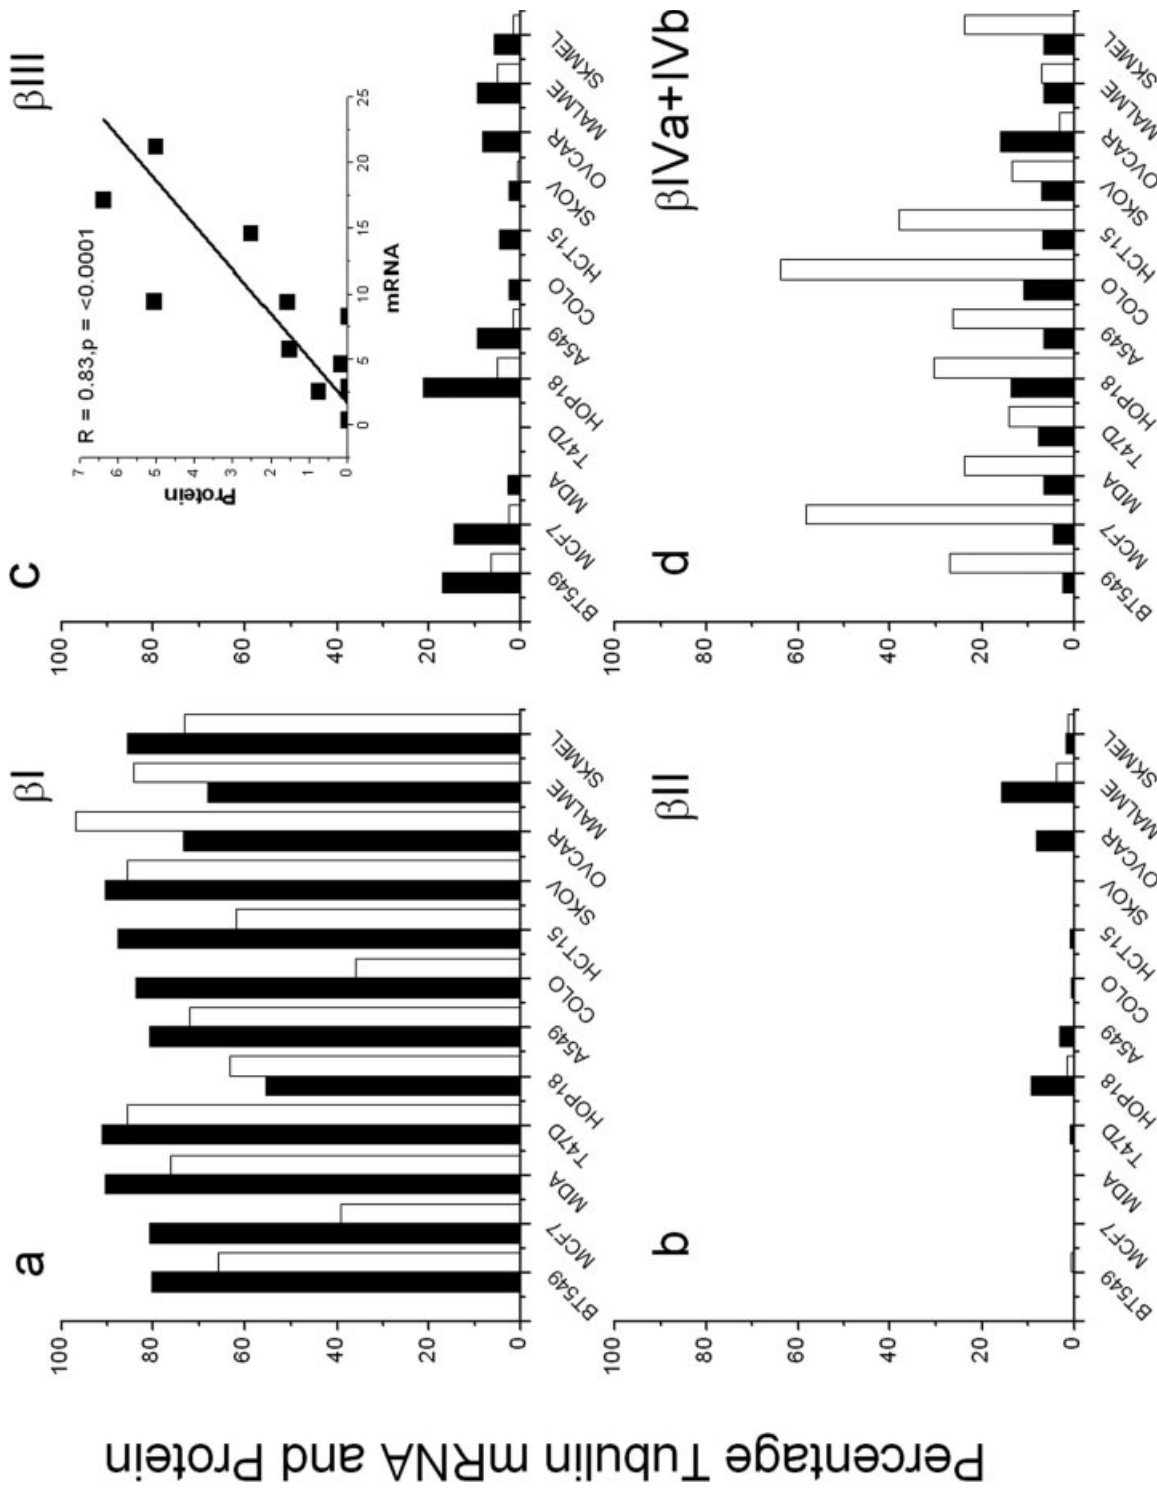 Percentage Tubulin mRNA and Protein
a
βI
100
80
60
40
20
0
BT549
MCF7
MDA
T47D
HOP18
A549
COLO
HCT15
SKOV
OVCAR
MALME
SKMEL
b
βII
100
80
60
40
20
0
BT549
MCF7
MDA
T47D
HOP18
A549
COLO
HCT15
SKOV
OVCAR
MALME
SKMEL
c
βIII
100
80
60
40
20
0
R = 0.83,p = <0.0001
Protein
7
6
5
4
3
2
1
0
0
5
10
15
20
25
mRNA
BT549
MCF7
MDA
T47D
HOP18
A549
COLO
HCT15
SKOV
OVCAR
MALME
SKMEL
d
βIVa+IVb
100
80
60
40
20
0
BT549
MCF7
MDA
T47D
HOP18
A549
COLO
HCT15
SKOV
OVCAR
MALME
SKMEL